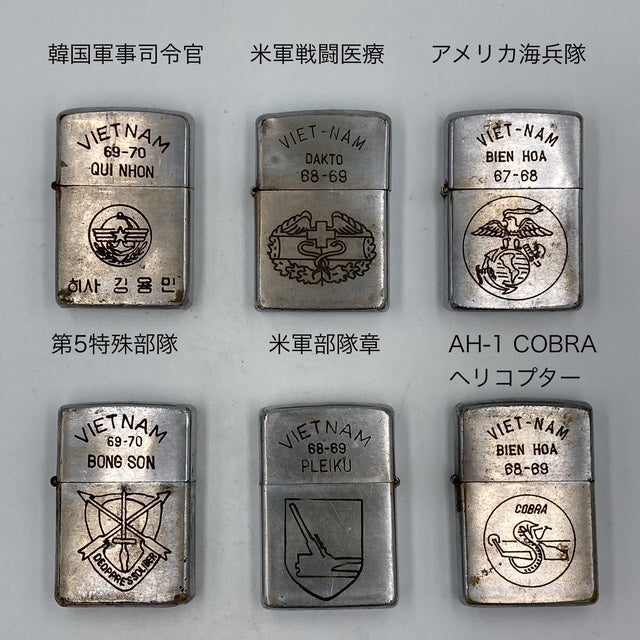 韓国軍事司令官
米軍戦闘医療
アメリカ海兵隊
VIETNAM
69-70
QUI NHON
하사 김용민
VIET-NAM
DAKTO
68-69
VIET-NAM
BIEN HOA
67-68
第5特殊部隊
米軍部隊章
AH-1 COBRA
ヘリコプター
VIETNAM
69-70
BONG SON
DEOPPRESSOLIBER
VIETNAM
68-69
PLEIKU
VIET-NAM
BIEN HOA
68-69
COBRA